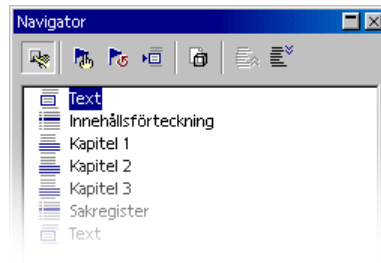 Navigator
Text
Innehållsförteckning
Kapitel 1
Kapitel 2
Kapitel 3
Sakregister
Text